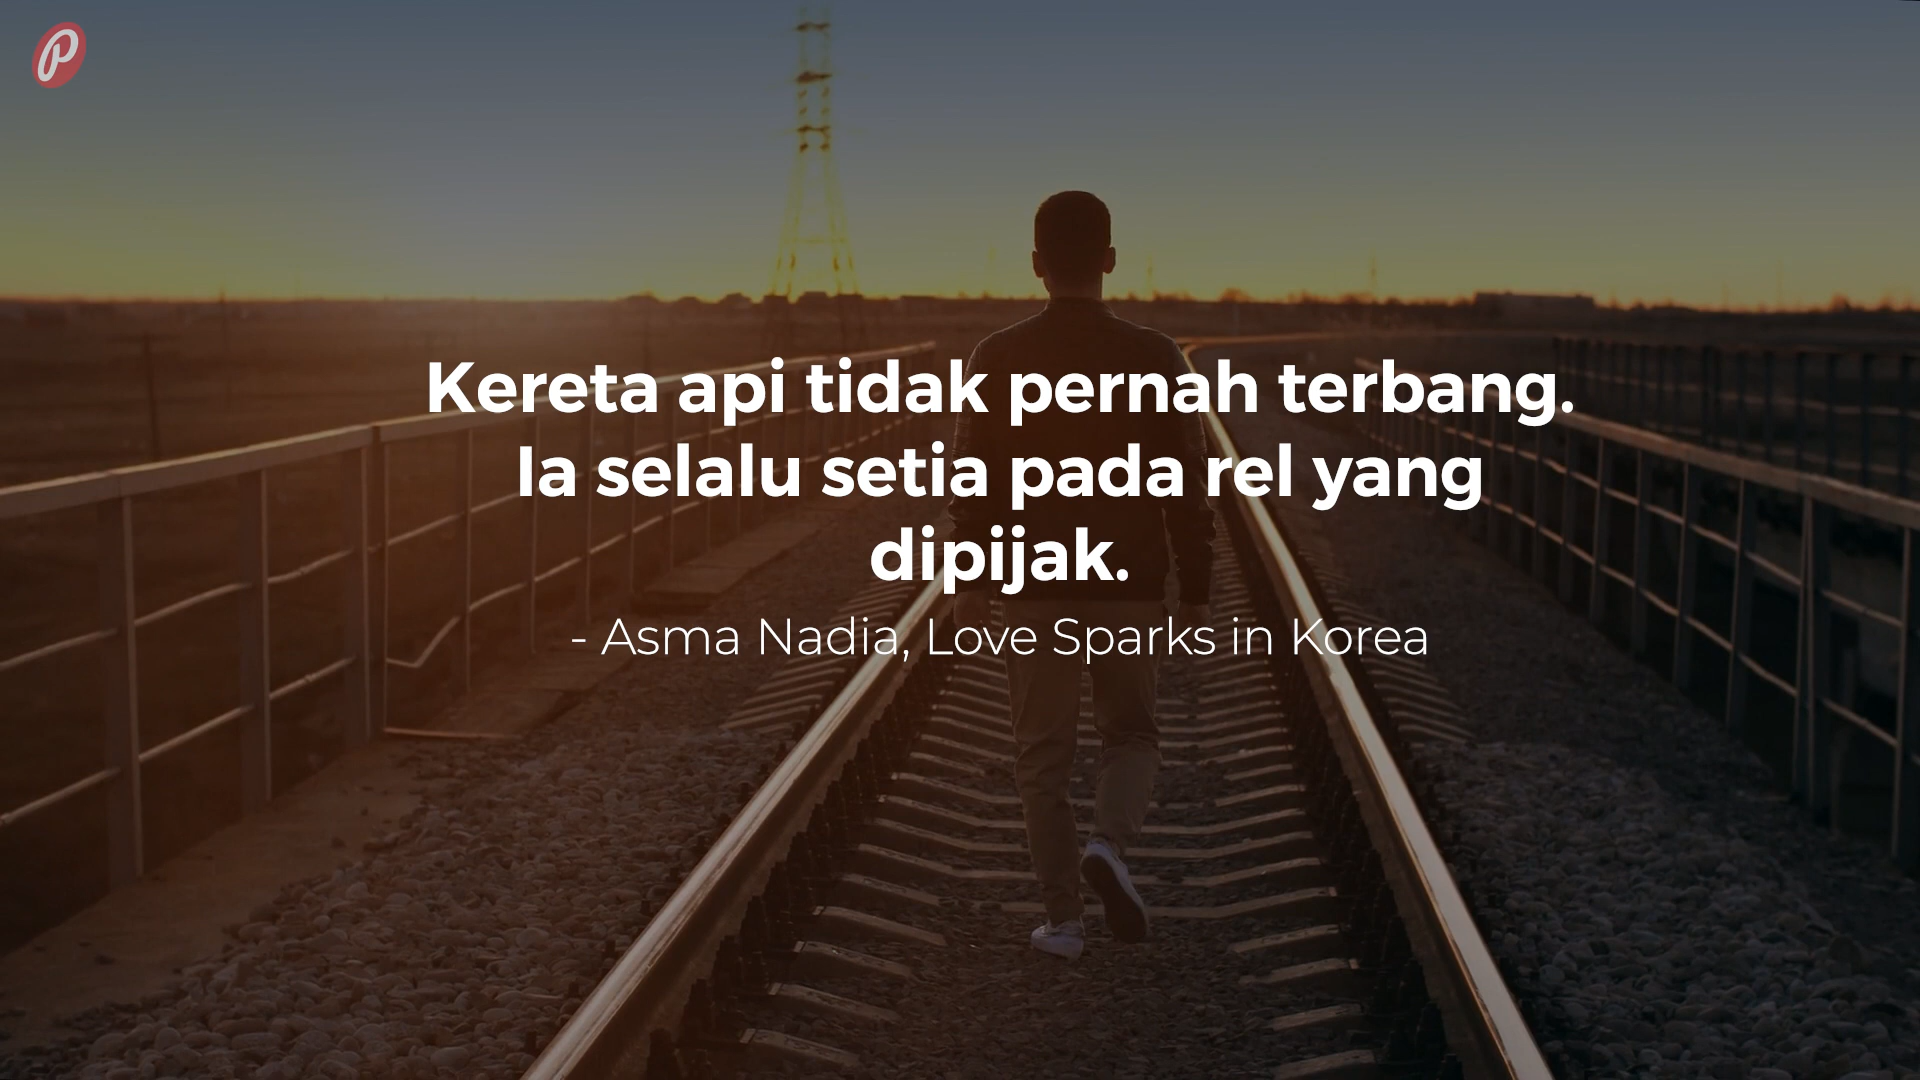 P
Kereta api tidak pernah terbang.
Ia selalu setia pada rel yang
dipijak.
- Asma Nadia, Love Sparks in Korea